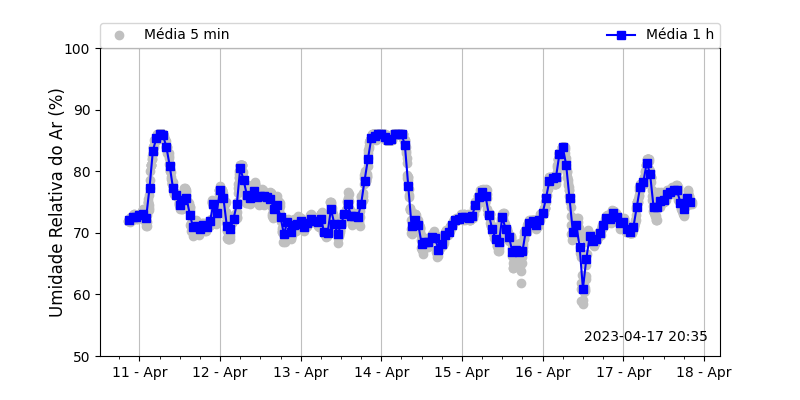 Média 5 min
Média 1 h
Umidade Relativa do Ar (%)
100
90
80
70
60
50
2023-04-17 20:35
11 - Apr
12 - Apr
13 - Apr
14 - Apr
15 - Apr
16 - Apr
17 - Apr
18 - Apr